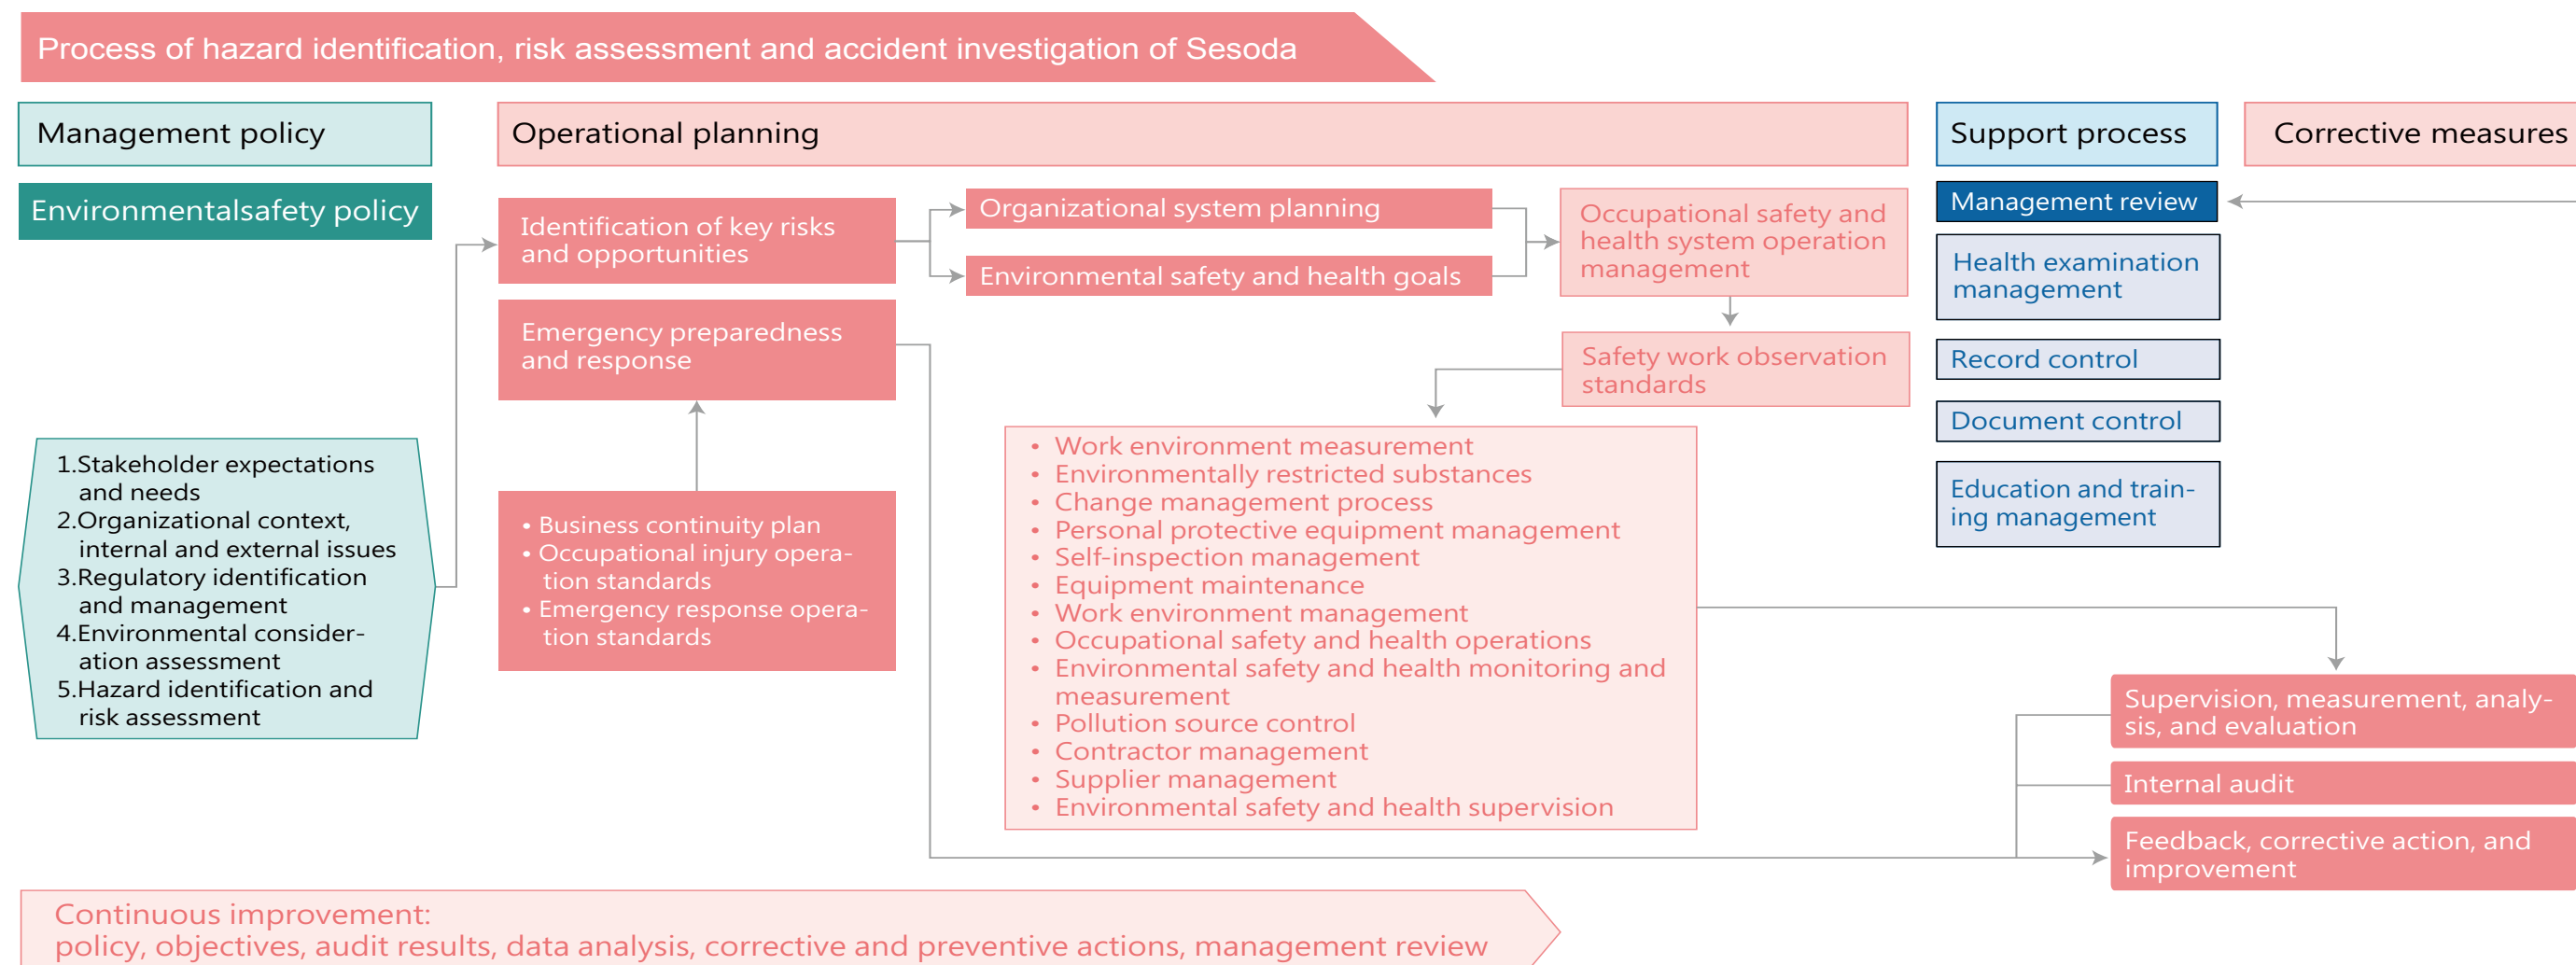 Process of hazard identification, risk assessment and accident investigation of Sesoda
Management policy
Operational planning
Support process
Corrective measures
Environmentalsafety policy
1.Stakeholder expectations
and needs
2.Organizational context,
internal and external issues
3.Regulatory identification
and management
4.Environmental consider-
ation assessment
5.Hazard identification and
risk assessment
Identification of key risks
and opportunities
Emergency preparedness
and response
• Business continuity plan
• Occupational injury opera-
tion standards
• Emergency response opera-
tion standards
Organizational system planning
Environmental safety and health goals
Occupational safety and
health system operation
management
Safety work observation
standards
• Work environment measurement
• Environmentally restricted substances
• Change management process
• Personal protective equipment management
• Self-inspection management
• Equipment maintenance
• Work environment management
• Occupational safety and health operations
• Environmental safety and health monitoring and
measurement
• Pollution source control
• Contractor management
• Supplier management
• Environmental safety and health supervision
Management review
Health examination
management
Record control
Document control
Education and train-
ing management
Supervision, measurement, analy-
sis, and evaluation
Internal audit
Feedback, corrective action, and
improvement
Continuous improvement:
policy, objectives, audit results, data analysis, corrective and preventive actions, management review